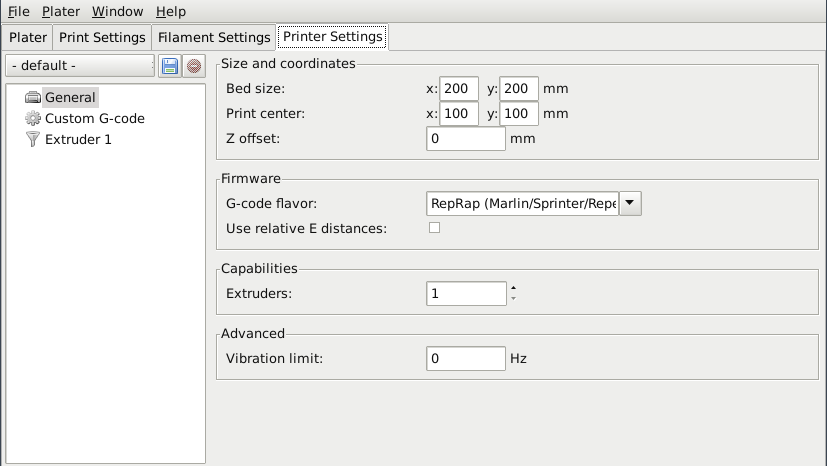 File Plater Window Help
Plater Print Settings Filament Settings Printer Settings
- default -
General
Custom G-code
Extruder 1
Size and coordinates
Bed size: x: 200 y: 200 mm
Print center: x: 100 y: 100 mm
Z offset: 0 mm
Firmware
G-code flavor: RepRap (Marlin/Sprinter/Repe
Use relative E distances:
Capabilities
Extruders: 1
Advanced
Vibration limit: 0 Hz